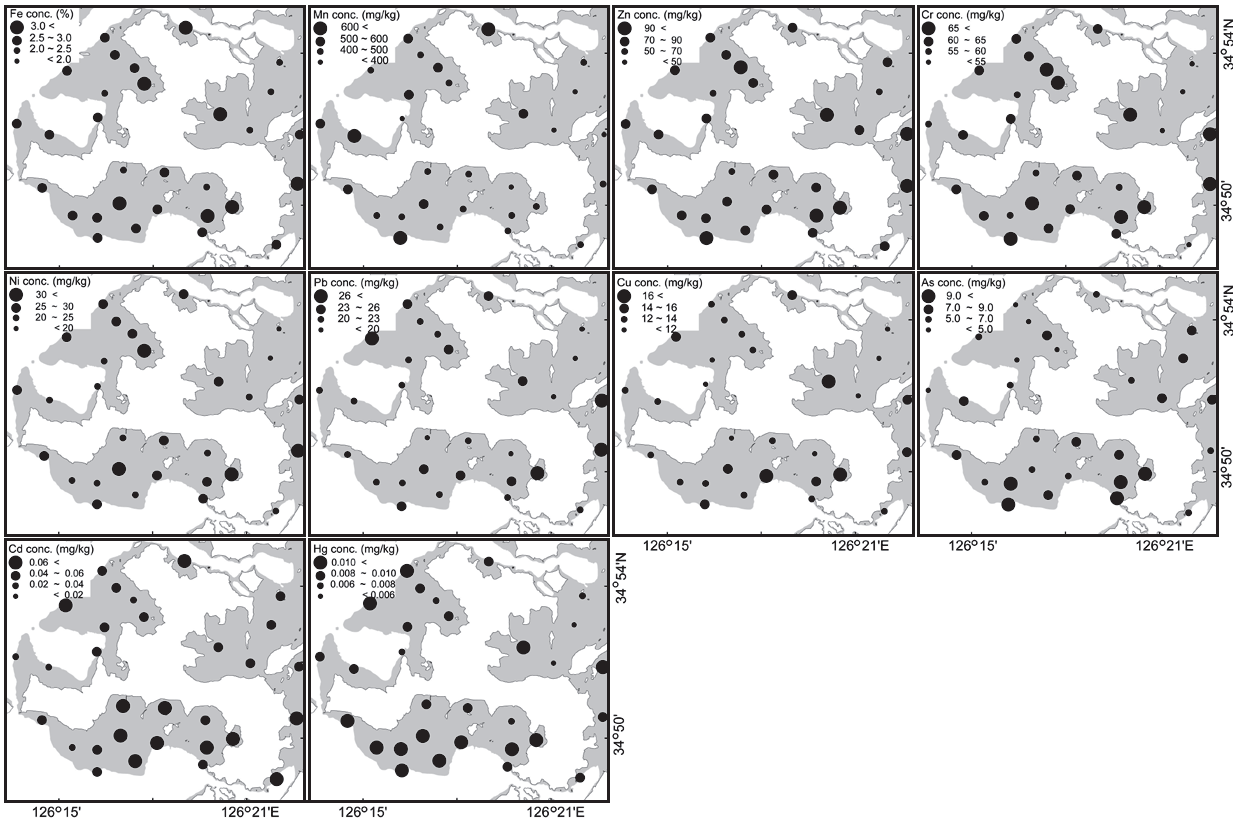 Fe conc. (%)
3.0 <
2.5 ~ 3.0
2.0 ~ 2.5
< 2.0
Mn conc. (mg/kg)
600 <
500 ~ 600
400 ~ 500
< 400
Zn conc. (mg/kg)
90 <
70 ~ 90
50 ~ 70
< 50
Cr conc. (mg/kg)
65 <
60 ~ 65
55 ~ 60
< 55
34°54'N
34°50'
Ni conc. (mg/kg)
30 <
25 ~ 30
20 ~ 25
< 20
Pb conc. (mg/kg)
26 <
23 ~ 26
20 ~ 23
< 20
Cu conc. (mg/kg)
16 <
14 ~ 16
12 ~ 14
< 12
As conc. (mg/kg)
9.0 <
7.0 ~ 9.0
5.0 ~ 7.0
< 5.0
34°54'N
34°50'
126°15'
126°21'E
126°15'
126°21'E
Cd conc. (mg/kg)
0.06 <
0.04 ~ 0.06
0.02 ~ 0.04
< 0.02
Hg conc. (mg/kg)
0.010 <
0.008 ~ 0.010
0.006 ~ 0.008
< 0.006
34°54'N
34°50'
126°15'
126°21'E
126°15'
126°21'E